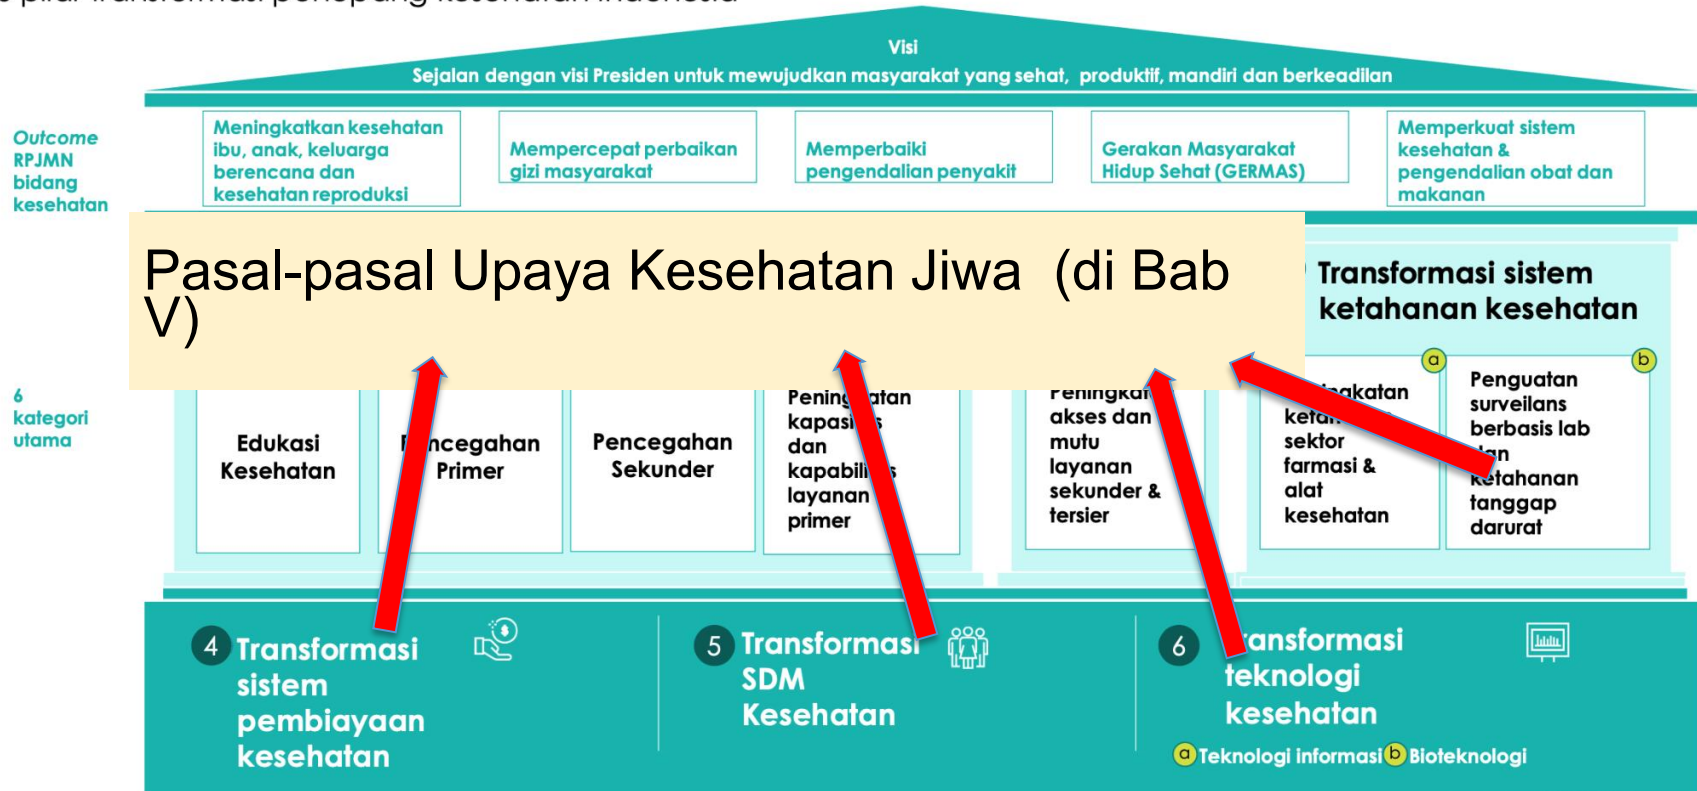 Visi
Sejalan dengan visi Presiden untuk mewujudkan masyarakat yang sehat, produktif, mandiri dan berkeadilan
Outcome
RPJMN
bidang
kesehatan
Meningkatkan kesehatan
ibu, anak, keluarga
berencana dan
kesehatan reproduksi
Mempercepat perbaikan
gizi masyarakat
Memperbaiki
pengendalian penyakit
Gerakan Masyarakat
Hidup Sehat (GERMAS)
Memperkuat sistem
kesehatan &
pengendalian obat dan
makanan
Pasal-pasal Upaya Kesehatan Jiwa (di Bab
V)
Transformasi sistem
ketahanan kesehatan
6
kategori
utama
Edukasi
Kesehatan
Primer
Pencegahan
Sekunder
dan
layanan
primer
akses dan
mutu
layanan
sekunder &
tersier
a
sektor
farmasi &
alat
kesehatan
b
Penguatan
surveilans
berbasis lab
ketahanan
tanggap
darurat
4 Transformasi
sistem
pembiayaan
kesehatan
5 Transformasi
SDM
Kesehatan
6
teknologi
kesehatan
a Teknologi informasi b Bioteknologi